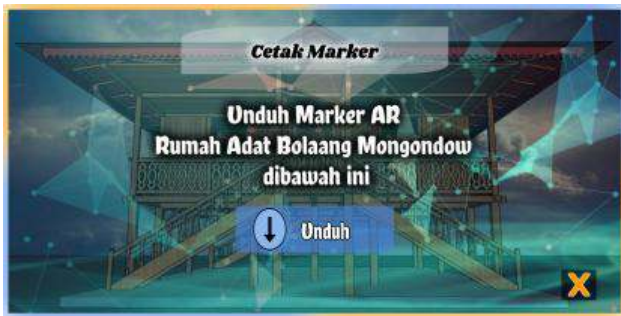 Cetak Marker
Unduh Marker AR
Rumah Adat Bolaang Mongondow
dibawah ini
Unduh
X